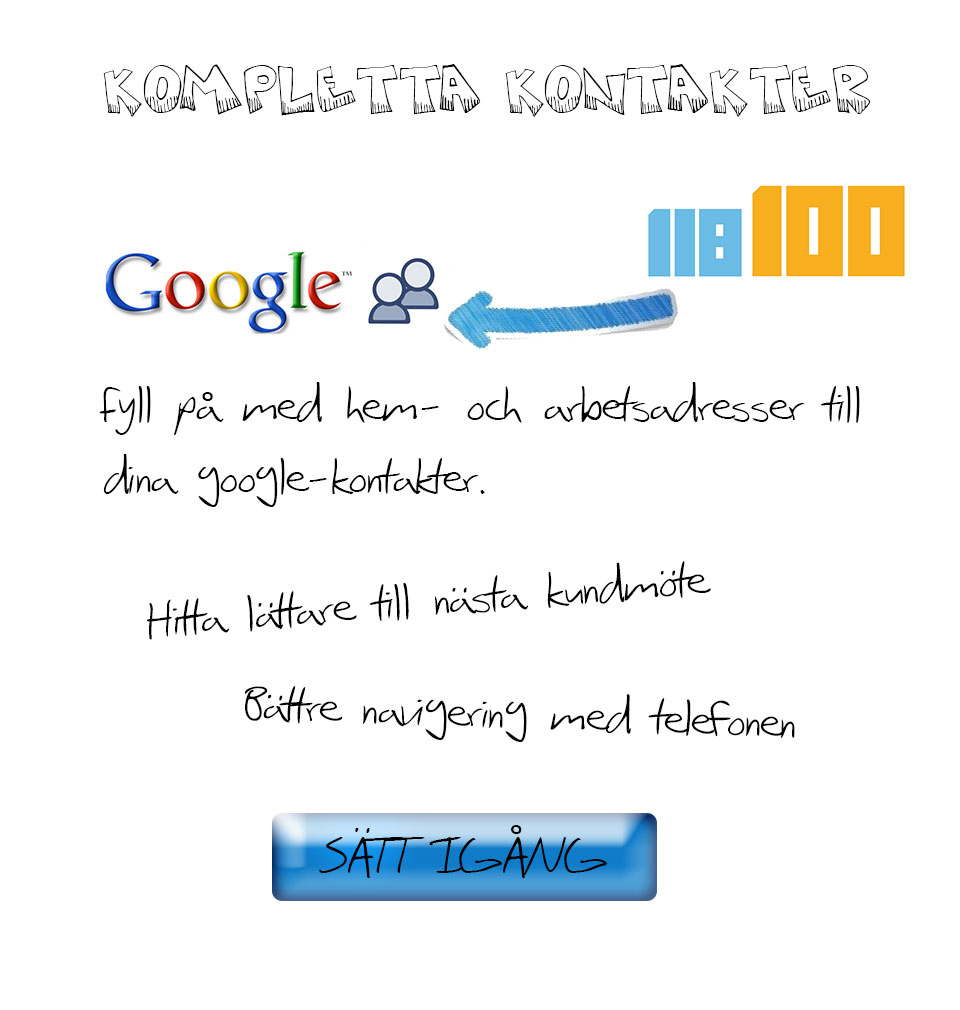 KOMPLETTA KONTAKTER
118 100
Google™
fyll på med hem- och arbetsadresser till
dina google-kontakter.
Hitta lättare till nästa kundmöte
Bättre navigering med telefonen
SÄTT IGÅNG